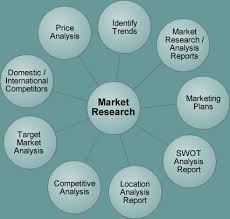 Identify
Trends
Market
Research /
Analysis
Reports
Marketing
Plans
SWOT
Analysis
Report
Location
Analysis
Report
Competitive
Analysis
Target
Market
Analysis
Domestic /
International
Competitors
Price
Analysis
Market
Research